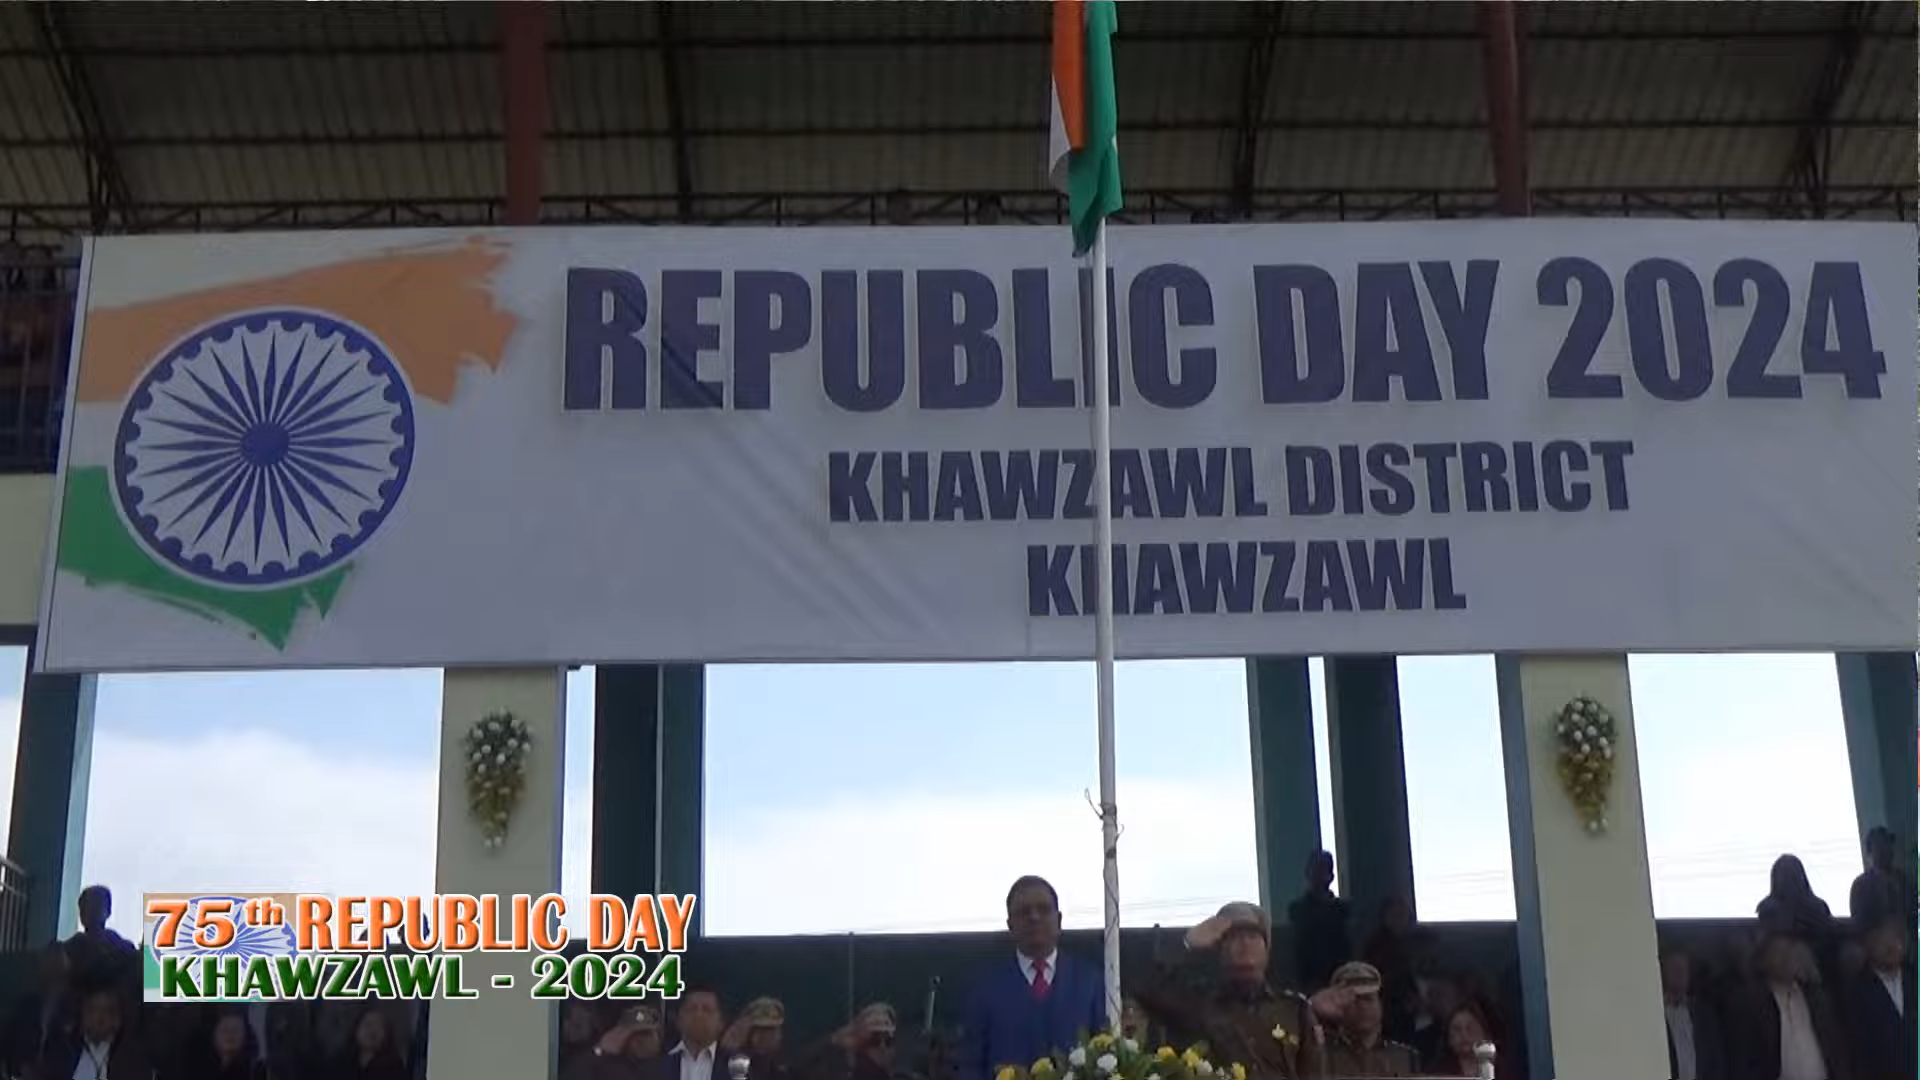 REPUBLIC DAY 2024
KHAWZAWL DISTRICT
KHAWZAWL
75th REPUBLIC DAY
KHAWZAWL - 2024